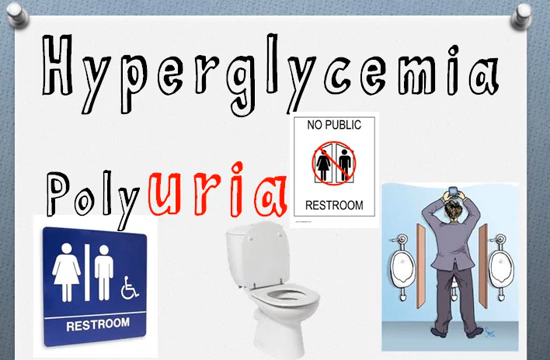 Hyperglycemia
NO PUBLIC
RESTROOM
Polyuria
RESTROOM